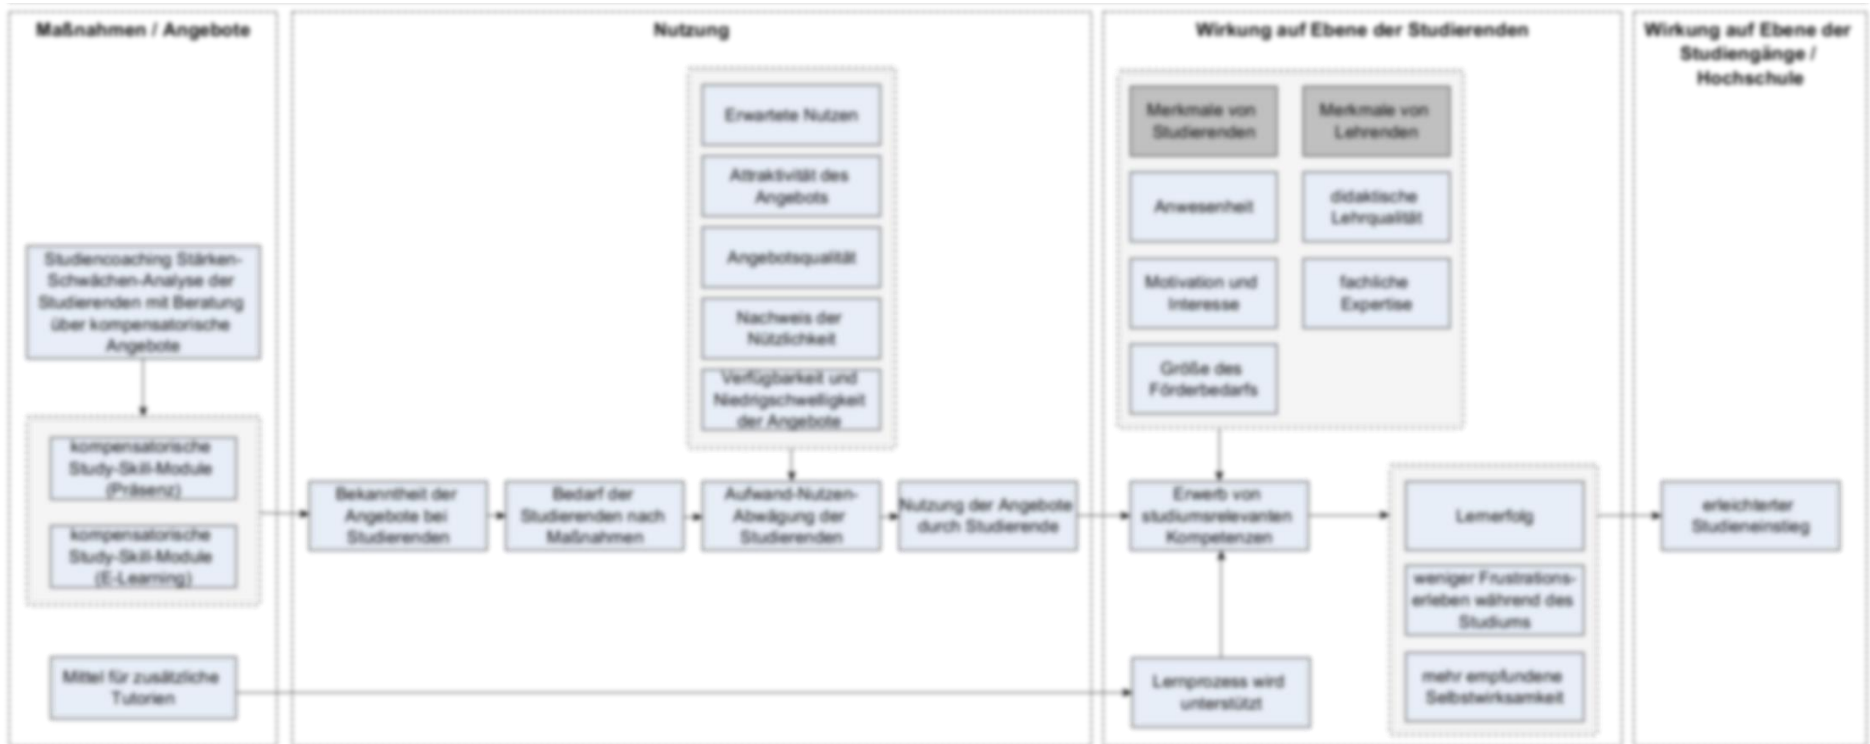 Maßnahmen / Angebote
Studiencoaching Stärken-
Schwächen-Analyse der
Studierenden mit Beratung
über kompensatorische
Angebote
kompensatorische
Study-Skill-Module
(Präsenz)
kompensatorische
Study-Skill-Module
(E-Learning)
Mittel für zusätzliche
Tutorien
Nutzung
Erwartete Nutzen
Attraktivität des
Angebots
Angebotsqualität
Nachweis der
Nützlichkeit
Verfügbarkeit und
Niedrigschwelligkeit
der Angebote
Bekanntheit der
Angebote bei
Studierenden
Bedarf der
Studierenden nach
Maßnahmen
Aufwand-Nutzen-
Abwägung der
Studierenden
Nutzung der Angebote
durch Studierende
Wirkung auf Ebene der Studierenden
Merkmale von
Studierenden
Anwesenheit
Motivation und
Interesse
Größe des
Förderbedarfs
Merkmale von
Lehrenden
didaktische
Lehrqualität
fachliche
Expertise
Erwerb von
studiumsrelevanten
Kompetenzen
Lernprozess wird
unterstützt
Lernerfolg
weniger Frustrations-
erleben während des
Studiums
mehr empfundene
Selbstwirksamkeit
Wirkung auf Ebene der
Studiengänge /
Hochschule
erleichterter
Studieneinstieg